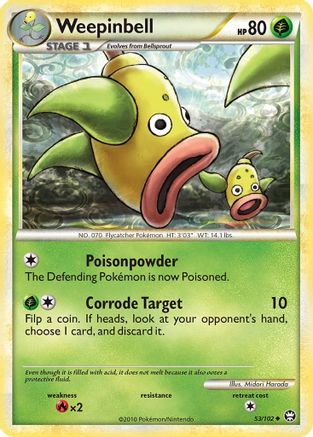 Weepinbell
HP 80
STAGE 1
Evolves from Bellsprout
NO. 070 Flycatcher Pokémon HT: 3'03" WT: 14.1 lbs.
Poisonpowder
The Defending Pokémon is now Poisoned.
Corrode Target 10
Filp a coin. If heads, look at your opponent's hand,
choose 1 card, and discard it.
Even though it is filled with acid, it does not melt because it also oozes a
protective fluid.
Illus. Midori Harada
weakness resistance retreat cost
×2
53/102
©2010 Pokémon/Nintendo